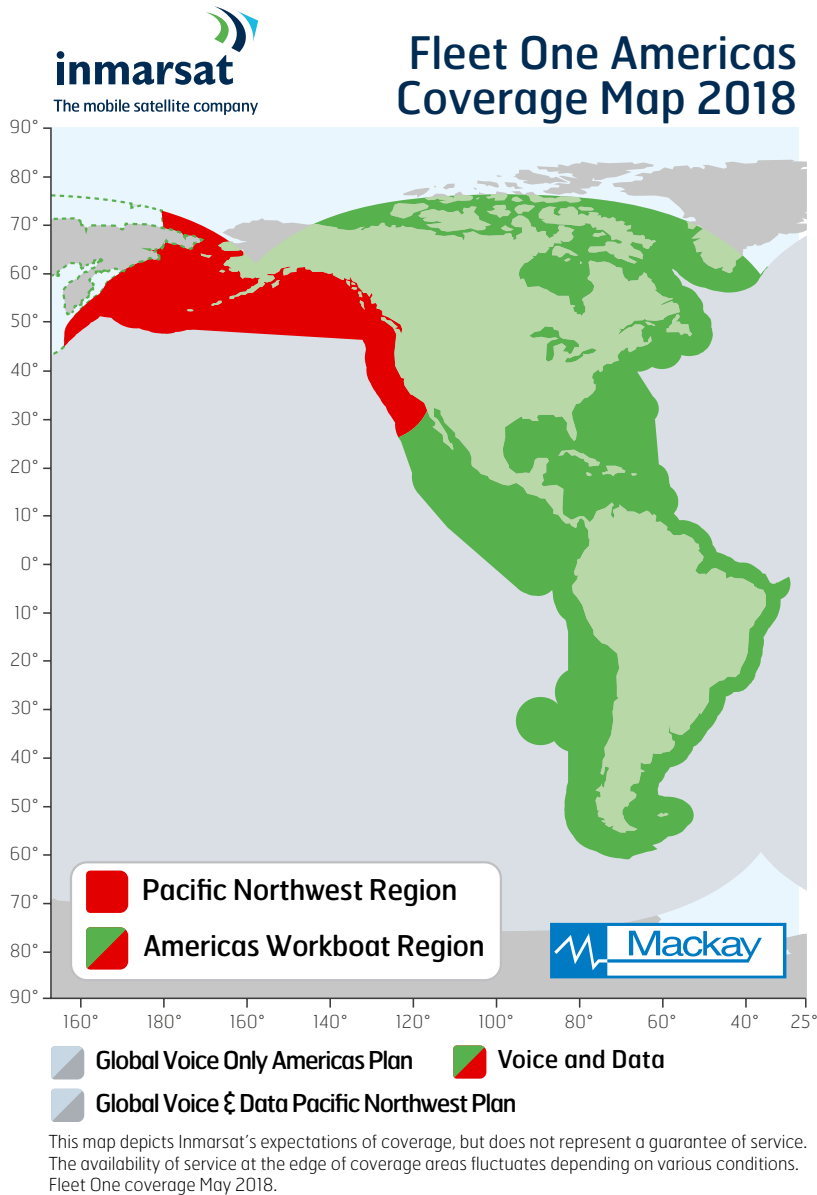 inmarsat
The mobile satellite company
Fleet One Americas
Coverage Map 2018
90°
80°
70°
60°
50°
40°
30°
20°
10°
0°
10°
20°
30°
40°
50°
60°
70°
80°
90°
Pacific Northwest Region
Americas Workboat Region
Mackay
160° 180° 160° 140° 120° 100° 80° 60° 40° 25°
Global Voice Only Americas Plan
Voice and Data
Global Voice & Data Pacific Northwest Plan
This map depicts Inmarsat's expectations of coverage, but does not represent a guarantee of service.
The availability of service at the edge of coverage areas fluctuates depending on various conditions.
Fleet One coverage May 2018.